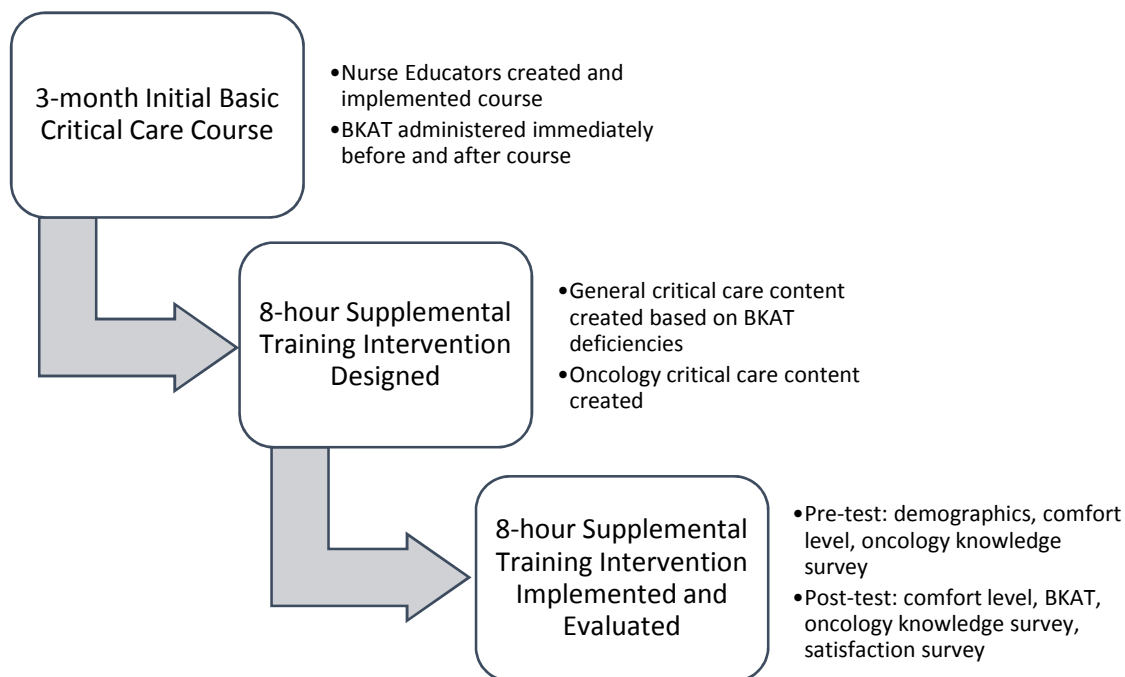 3-month Initial Basic
Critical Care Course
•Nurse Educators created and
implemented course
•BKAT administered immediately
before and after course
8-hour Supplemental
Training Intervention
Designed
•General critical care content
created based on BKAT
deficiencies
•Oncology critical care content
created
8-hour Supplemental
Training Intervention
Implemented and
Evaluated
•Pre-test: demographics, comfort
level, oncology knowledge
survey
•Post-test: comfort level, BKAT,
oncology knowledge survey,
satisfaction survey